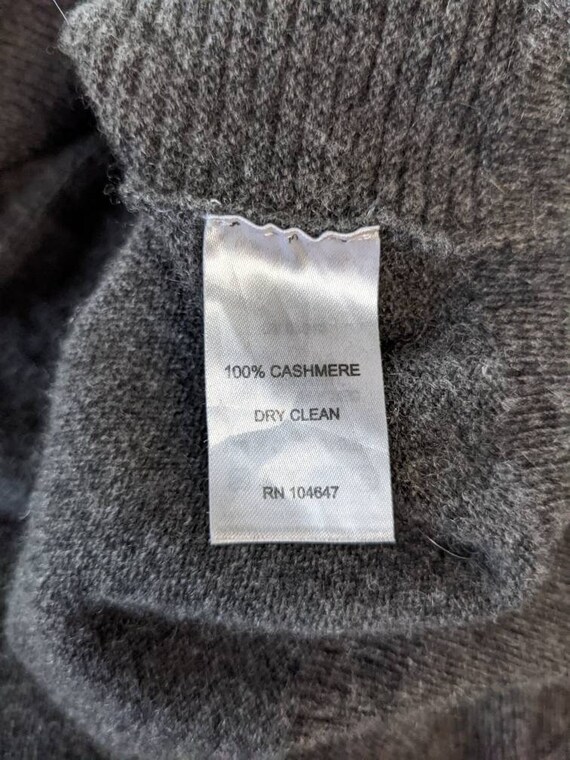 100% CASHMERE
DRY CLEAN
RN 104647